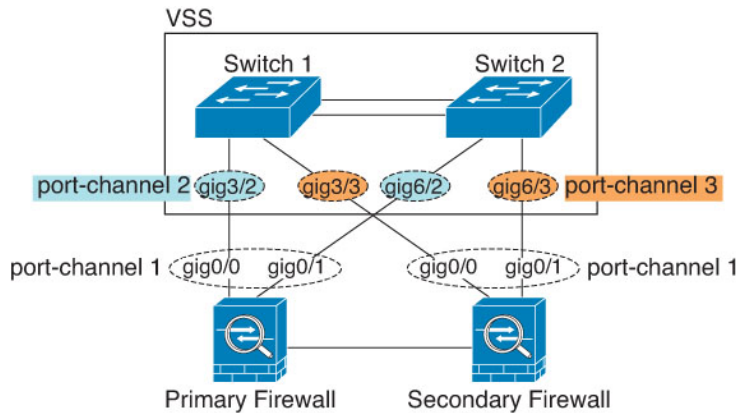 VSS
Switch 1
Switch 2
port-channel 2
gig3/2
gig3/3
gig6/2
gig6/3
port-channel 3
port-channel 1
gig0/0
gig0/1
gig0/0
gig0/1
port-channel 1
Primary Firewall
Secondary Firewall